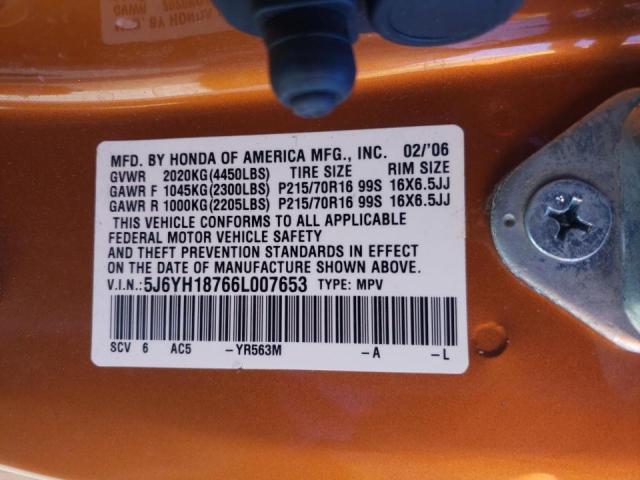 MFD. BY HONDA OF AMERICA MFG., INC. 02/'06
GVWR 2020KG(4450LBS) TIRE SIZE RIM SIZE
GAWR F 1045KG(2300LBS) P215/70R16 99S 16X6.5JJ
GAWR R 1000KG(2205LBS) P215/70R16 99S 16X6.5JJ
THIS VEHICLE CONFORMS TO ALL APPLICABLE
FEDERAL MOTOR VEHICLE SAFETY
AND THEFT PREVENTION STANDARDS IN EFFECT
ON THE DATE OF MANUFACTURE SHOWN ABOVE.
V.I.N.:5J6YH18766L007653 TYPE: MPV
SCV 6 AC5 -YR563M -A -L